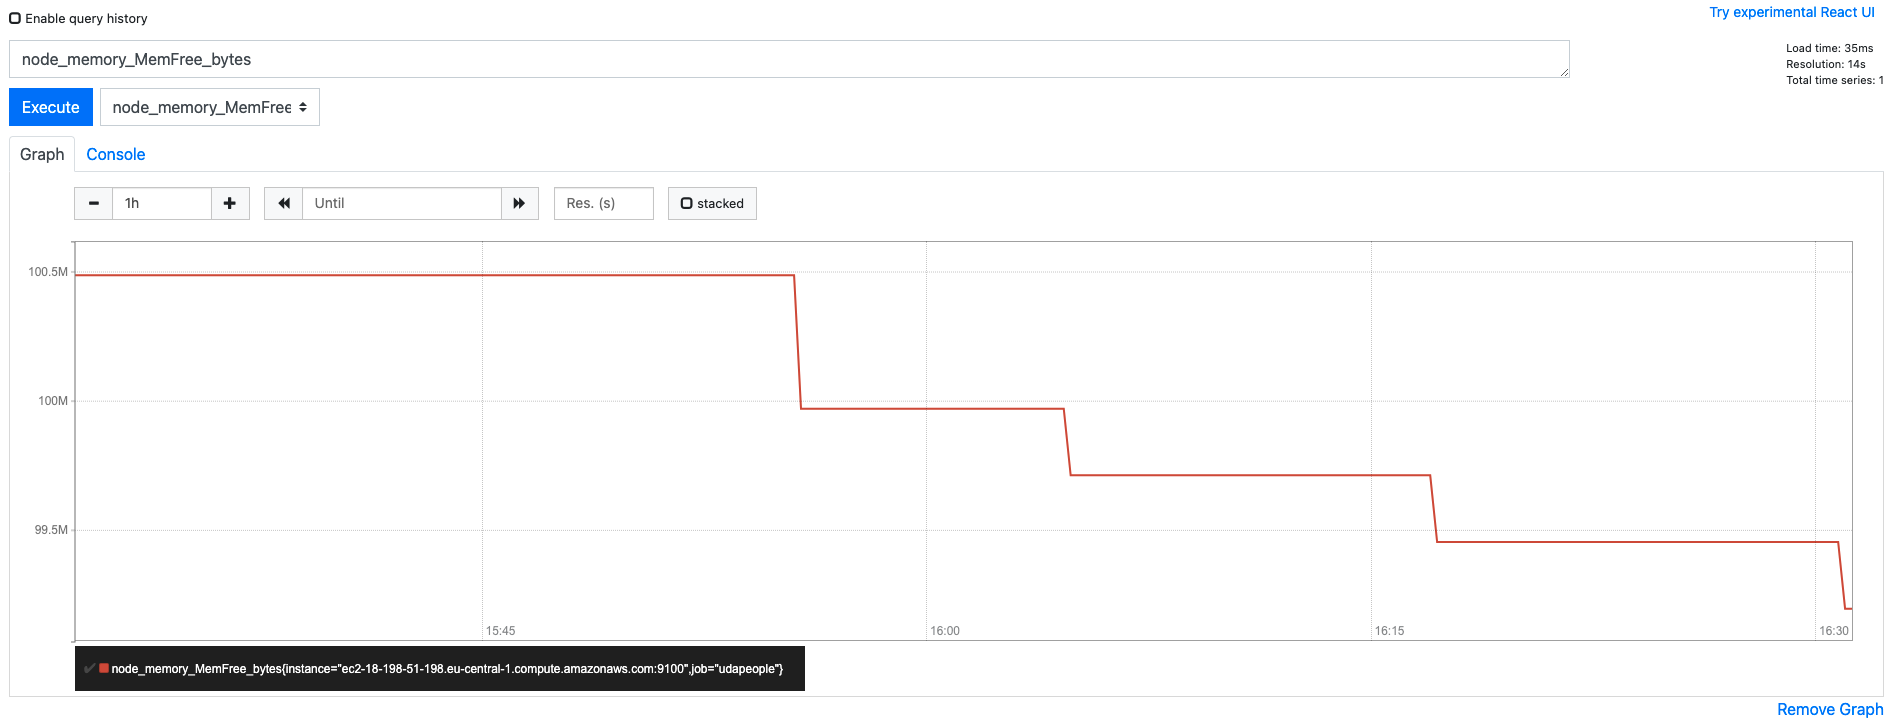 Enable query history
Try experimental React UI
node_memory_MemFree_bytes
Load time: 35ms
Resolution: 14s
Total time series: 1
Execute
node_memory_MemFree
Graph
Console
1h
Until
Res. (s)
stacked
100.5M
100M
99.5M
15:45
16:00
16:15
16:30
node_memory_MemFree_bytes{instance="ec2-18-198-51-198.eu-central-1.compute.amazonaws.com:9100",job="udapeople"}
Remove Graph